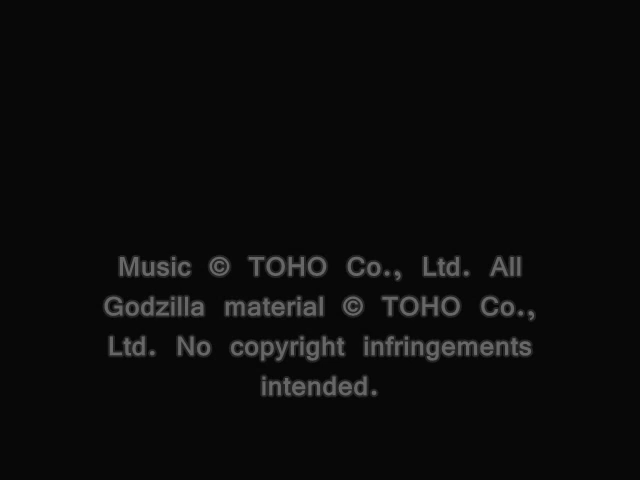 Music © TOHO Co., Ltd. All
Godzilla material © TOHO Co.,
Ltd. No copyright infringements
intended.